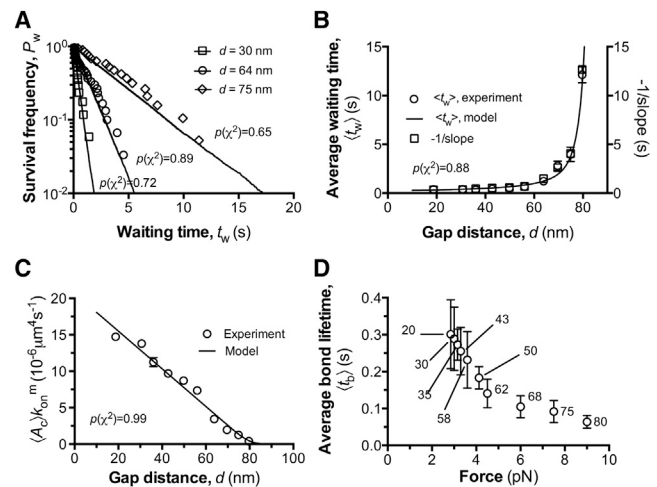 A
Survival frequency, Pw
10⁰
10⁻¹
10⁻²
d = 30 nm
d = 64 nm
d = 75 nm
p(χ²)=0.65
p(χ²)=0.89
p(χ²)=0.72
0 5 10 15 20
Waiting time, tw (s)
B
Average waiting time,
⟨tw⟩ (s)
15
10
5
0
<tw>, experiment
<tw>, model
-1/slope
p(χ²)=0.88
15
10
5
0
-1/slope (s)
0 20 40 60 80
Gap distance, d (nm)
C
⟨Ac⟩konᵐ (10⁻⁶μm⁴s⁻¹)
20
15
10
5
0
Experiment
Model
p(χ²)=0.99
0 20 40 60 80 100
Gap distance, d (nm)
D
Average bond lifetime,
⟨tb⟩ (s)
0.4
0.3
0.2
0.1
0.0
20
30
35
58
43
50
62
68
75
80
0 2 4 6 8 10
Force (pN)